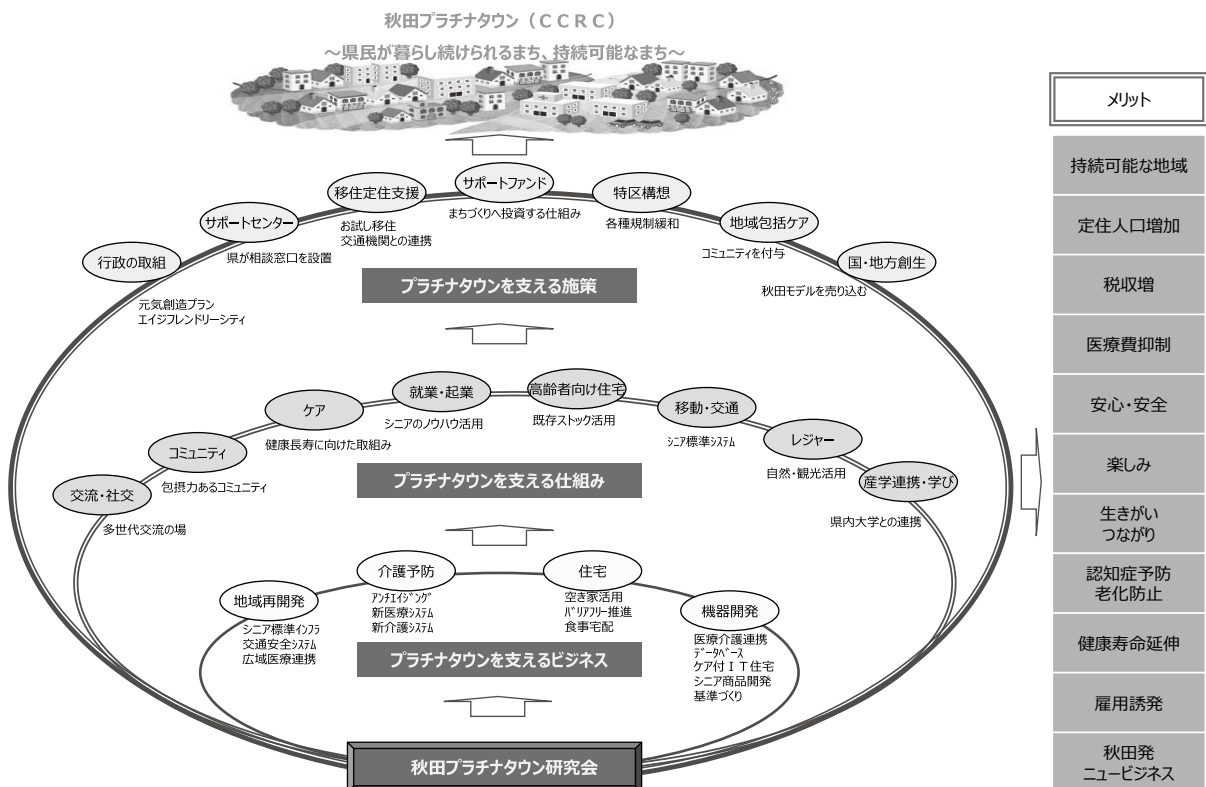 秋田プラチナタウン（ＣＣＲＣ）
～県民が暮らし続けられるまち、持続可能なまち～
サポートファンド
まちづくりへ投資する仕組み
移住定住支援
お試し移住
交通機関との連携
特区構想
各種規制緩和
サポートセンター
県が相談窓口を設置
地域包括ケア
コミュニティを付与
行政の取組
元気創造プラン
エイジフレンドリーシティ
国・地方創生
秋田モデルを売り込む
プラチナタウンを支える施策
就業・起業
シニアのノウハウ活用
高齢者向け住宅
既存ストック活用
ケア
健康長寿に向けた取組み
移動・交通
ｼﾆｱ標準ｼｽﾃﾑ
コミュニティ
包摂力あるコミュニティ
レジャー
自然・観光活用
交流・社交
多世代交流の場
産学連携・学び
県内大学との連携
プラチナタウンを支える仕組み
介護予防
ｱﾝﾁｴｲｼﾞﾝｸﾞ
新医療ｼｽﾃﾑ
新介護ｼｽﾃﾑ
住宅
空き家活用
ﾊﾞﾘｱﾌﾘｰ推進
食事宅配
地域再開発
シニア標準ｲﾝﾌﾗ
交通安全ｼｽﾃﾑ
広域医療連携
機器開発
医療介護連携
ﾃﾞｰﾀﾍﾞｰｽ
ケア付ＩＴ住宅
シニア商品開発
基準づくり
プラチナタウンを支えるビジネス
秋田プラチナタウン研究会
メリット
持続可能な地域
定住人口増加
税収増
医療費抑制
安心・安全
楽しみ
生きがい
つながり
認知症予防
老化防止
健康寿命延伸
雇用誘発
秋田発
ニュービジネス